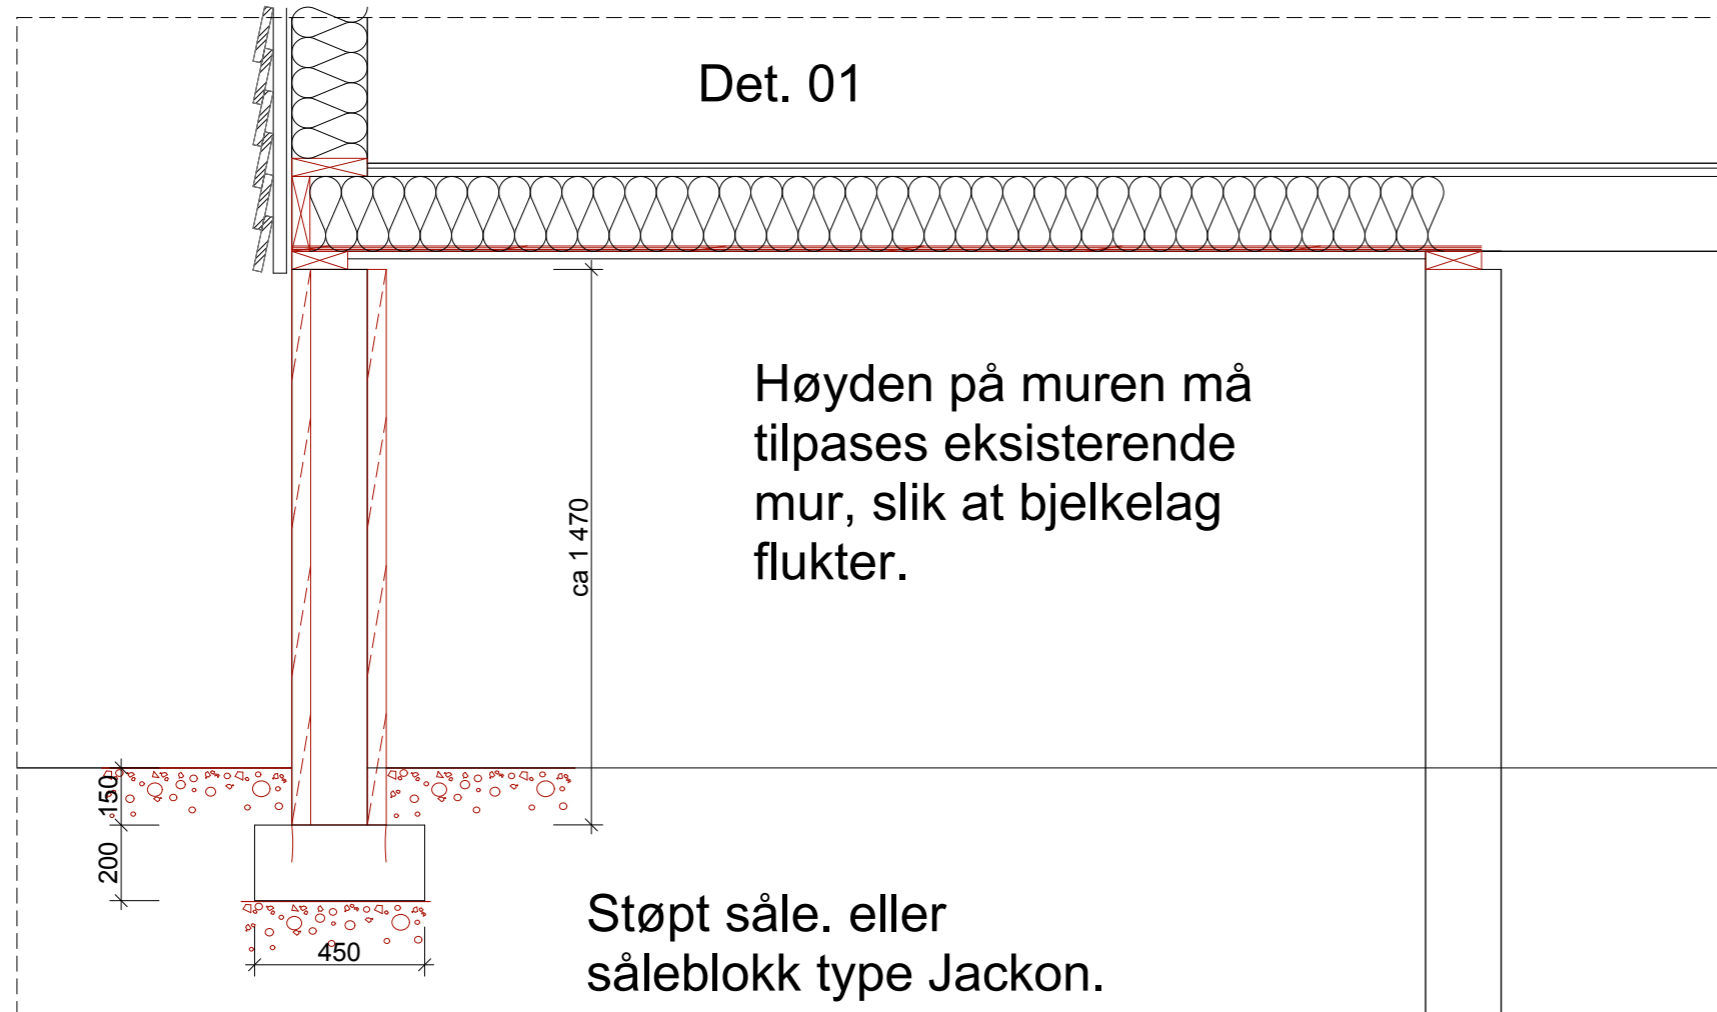 Det. 01
Høyden på muren må
tilpases eksisterende
mur, slik at bjelkelag
flukter.
ca 1 470
150
200
450
Støpt såle. eller
såleblokk type Jackon.